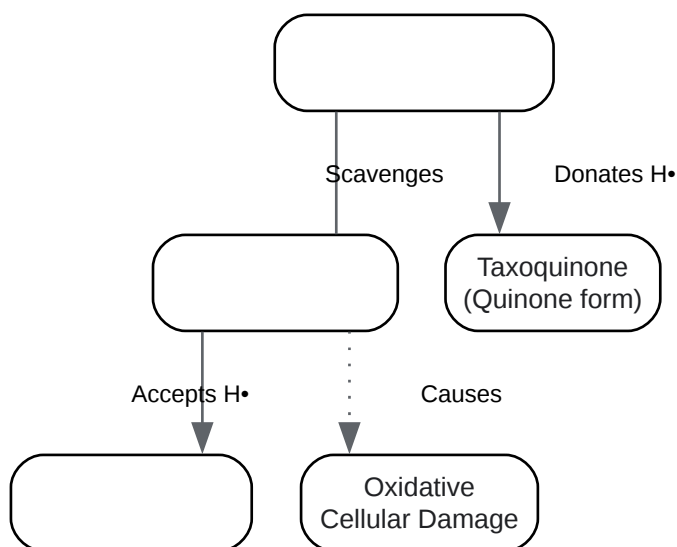 Scavenges
Donates H•
Taxoquinone
(Quinone form)
Accepts H•
Causes
Oxidative
Cellular Damage